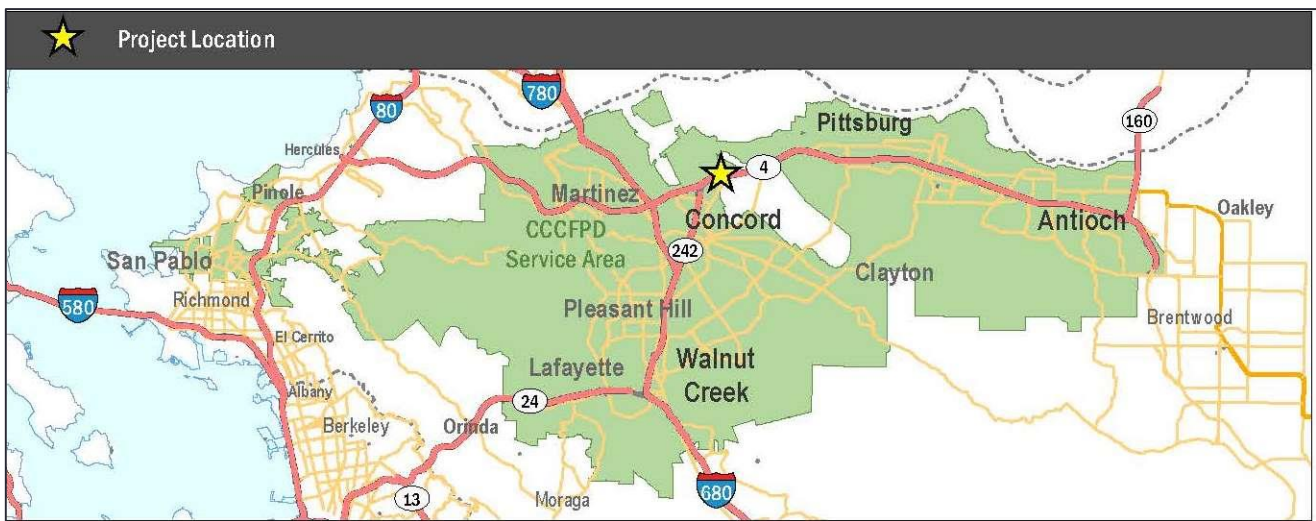 Project Location
80
780
160
Pittsburg
Hercules
4
Pinole
Martinez
Oakley
Concord
Antioch
CCCFPD
Service Area
242
San Pablo
Clayton
Richmond
580
Pleasant Hill
Brentwood
El Cerrito
Walnut
Creek
Lafayette
Albany
24
Orinda
Berkeley
680
13
Moraga